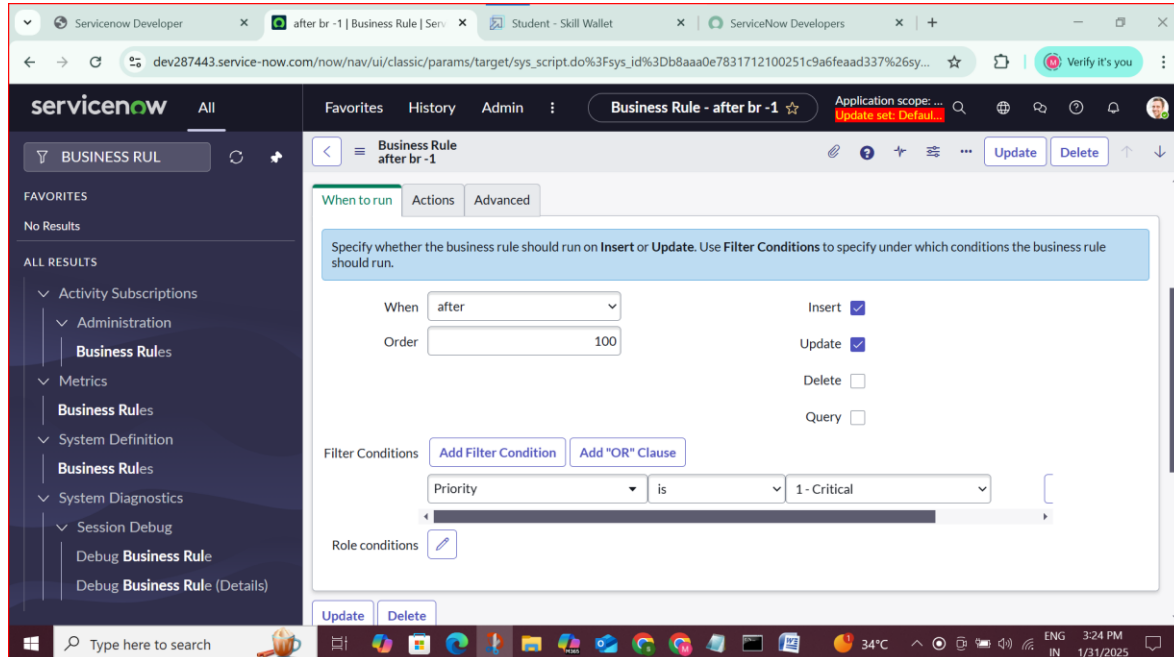 Servicenow Developer
after br -1 | Business Rule | Serv
Student - Skill Wallet
ServiceNow Developers
dev287443.service-now.com/now/nav/ui/classic/params/target/sys_script.do%3Fsys_id%3Db8aaa0e7831712100251c9a6feaad337%26sy...
Verify it's you
servicenow
All
Favorites
History
Admin
Business Rule - after br -1
Application scope: ...
Update set: Defaul...
BUSINESS RUL
Business Rule
after br -1
Update
Delete
FAVORITES
No Results
ALL RESULTS
Activity Subscriptions
Administration
Business Rules
Metrics
Business Rules
System Definition
Business Rules
System Diagnostics
Session Debug
Debug Business Rule
Debug Business Rule (Details)
When to run
Actions
Advanced
Specify whether the business rule should run on Insert or Update. Use Filter Conditions to specify under which conditions the business rule
should run.
When
after
Insert
Order
100
Update
Delete
Query
Filter Conditions
Add Filter Condition
Add "OR" Clause
Priority
is
1 - Critical
Role conditions
Update
Delete
Type here to search
34°C
ENG
IN
3:24 PM
1/31/2025